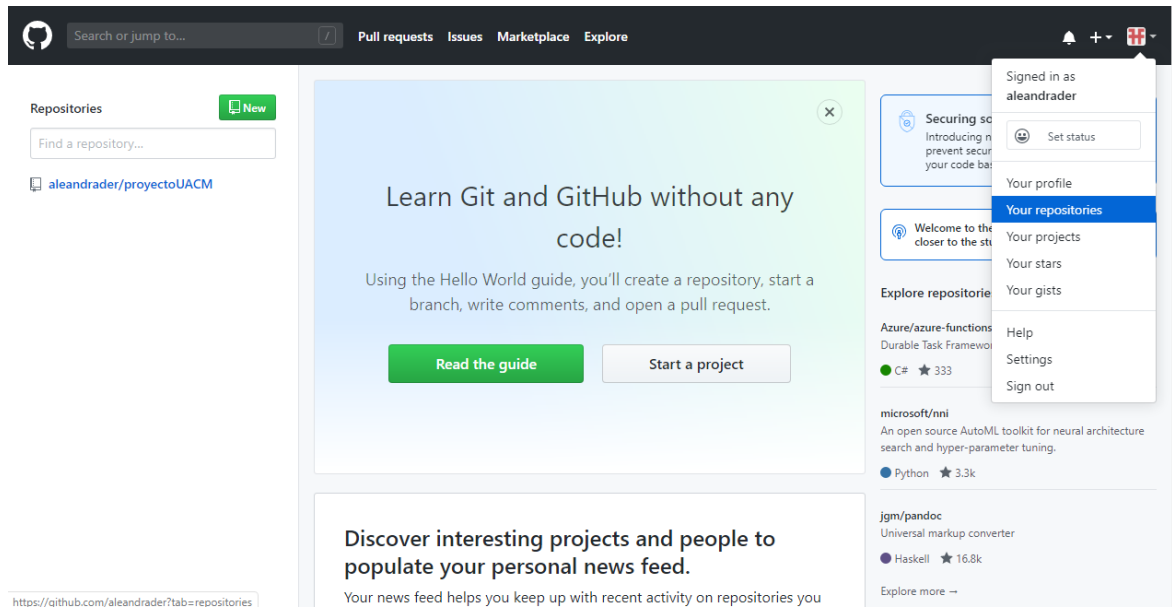 Search or jump to...
/
Pull requests Issues Marketplace Explore
Repositories
New
Find a repository...
aleandrader/proyectoUACM
Learn Git and GitHub without any
code!
Using the Hello World guide, you'll create a repository, start a
branch, write comments, and open a pull request.
Read the guide
Start a project
Discover interesting projects and people to
populate your personal news feed.
Your news feed helps you keep up with recent activity on repositories you
Securing so
Introducing n
prevent secur
your code bas
Welcome to the
closer to the stu
Explore repositorie
Azure/azure-functions
Durable Task Framewor
C# 333
microsoft/nni
An open source AutoML toolkit for neural architecture
search and hyper-parameter tuning.
Python 3.3k
jgm/pandoc
Universal markup converter
Haskell 16.8k
Explore more →
Signed in as
aleandrader
Set status
Your profile
Your repositories
Your projects
Your stars
Your gists
Help
Settings
Sign out
https://github.com/aleandrader?tab=repositories